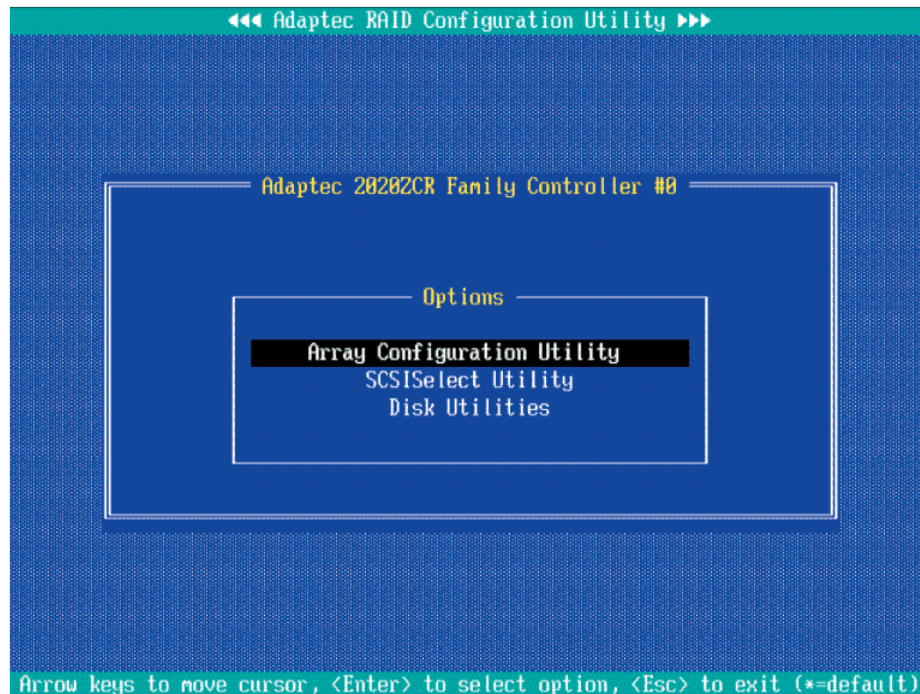 ◄◄◄ Adaptec RAID Configuration Utility ►►►
Adaptec 2020ZCR Family Controller #0
Options
Array Configuration Utility
SCSISelect Utility
Disk Utilities
Arrow keys to move cursor, <Enter> to select option, <Esc> to exit (*=default)